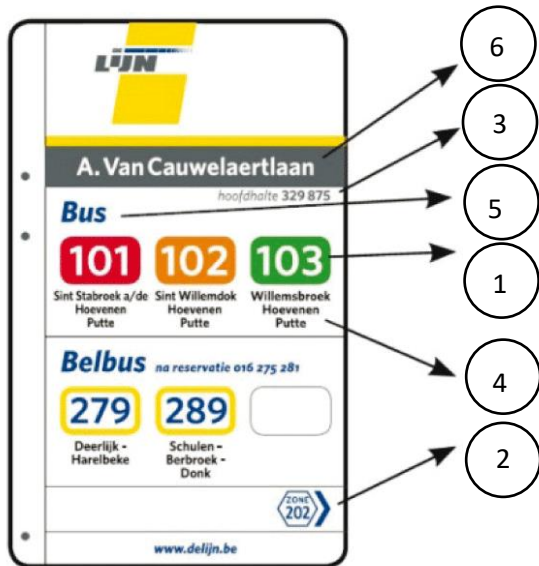 LIJN
6
3
A. Van Cauwelaertlaan
hoofdhalte 329 875
Bus
5
101 102 103
1
Sint Stabroek a/de Hoevenen Putte
Sint Willemdok Hoevenen Putte
Willemsbroek Hoevenen Putte
4
Belbus na reservatie 016 275 281
279 289
Deerlijk - Harelbeke
Schulen - Berbroek - Donk
2
ZONE
202
www.delijn.be